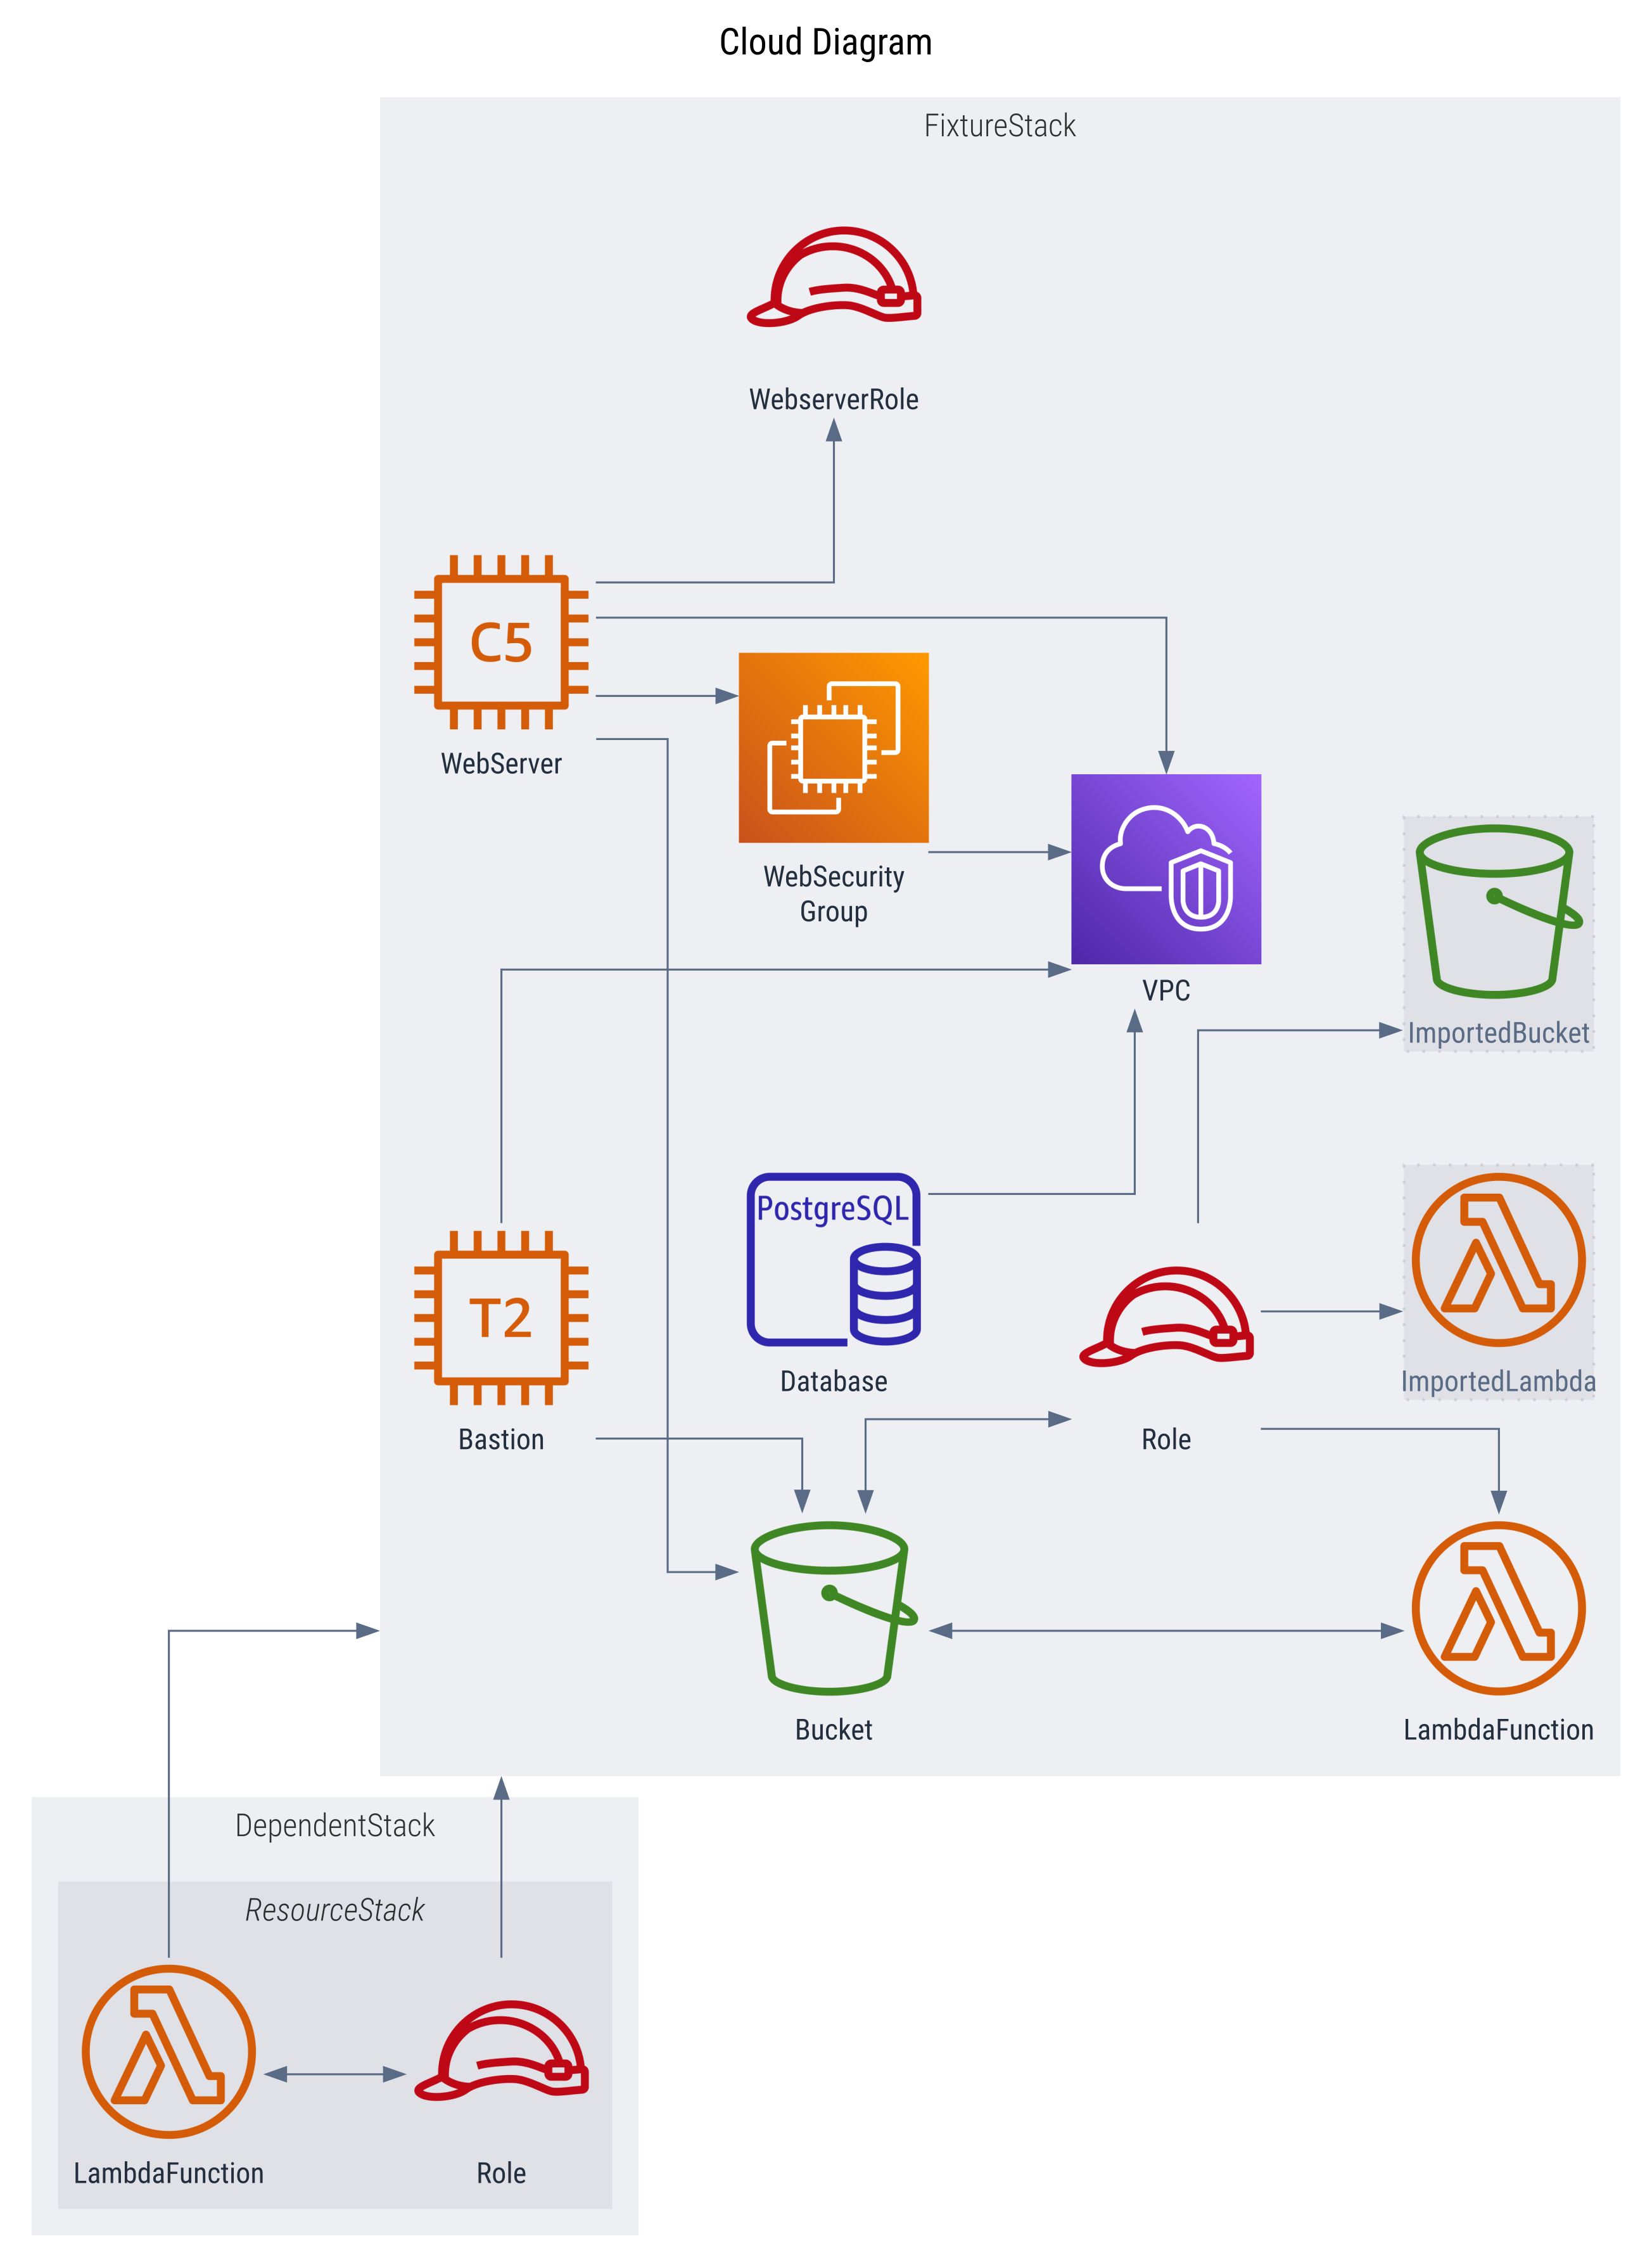 Cloud Diagram
FixtureStack
WebserverRole
C5
WebServer
WebSecurity
Group
VPC
ImportedBucket
PostgreSQL
Database
T2
Bastion
Role
ImportedLambda
Bucket
LambdaFunction
DependentStack
ResourceStack
LambdaFunction
Role